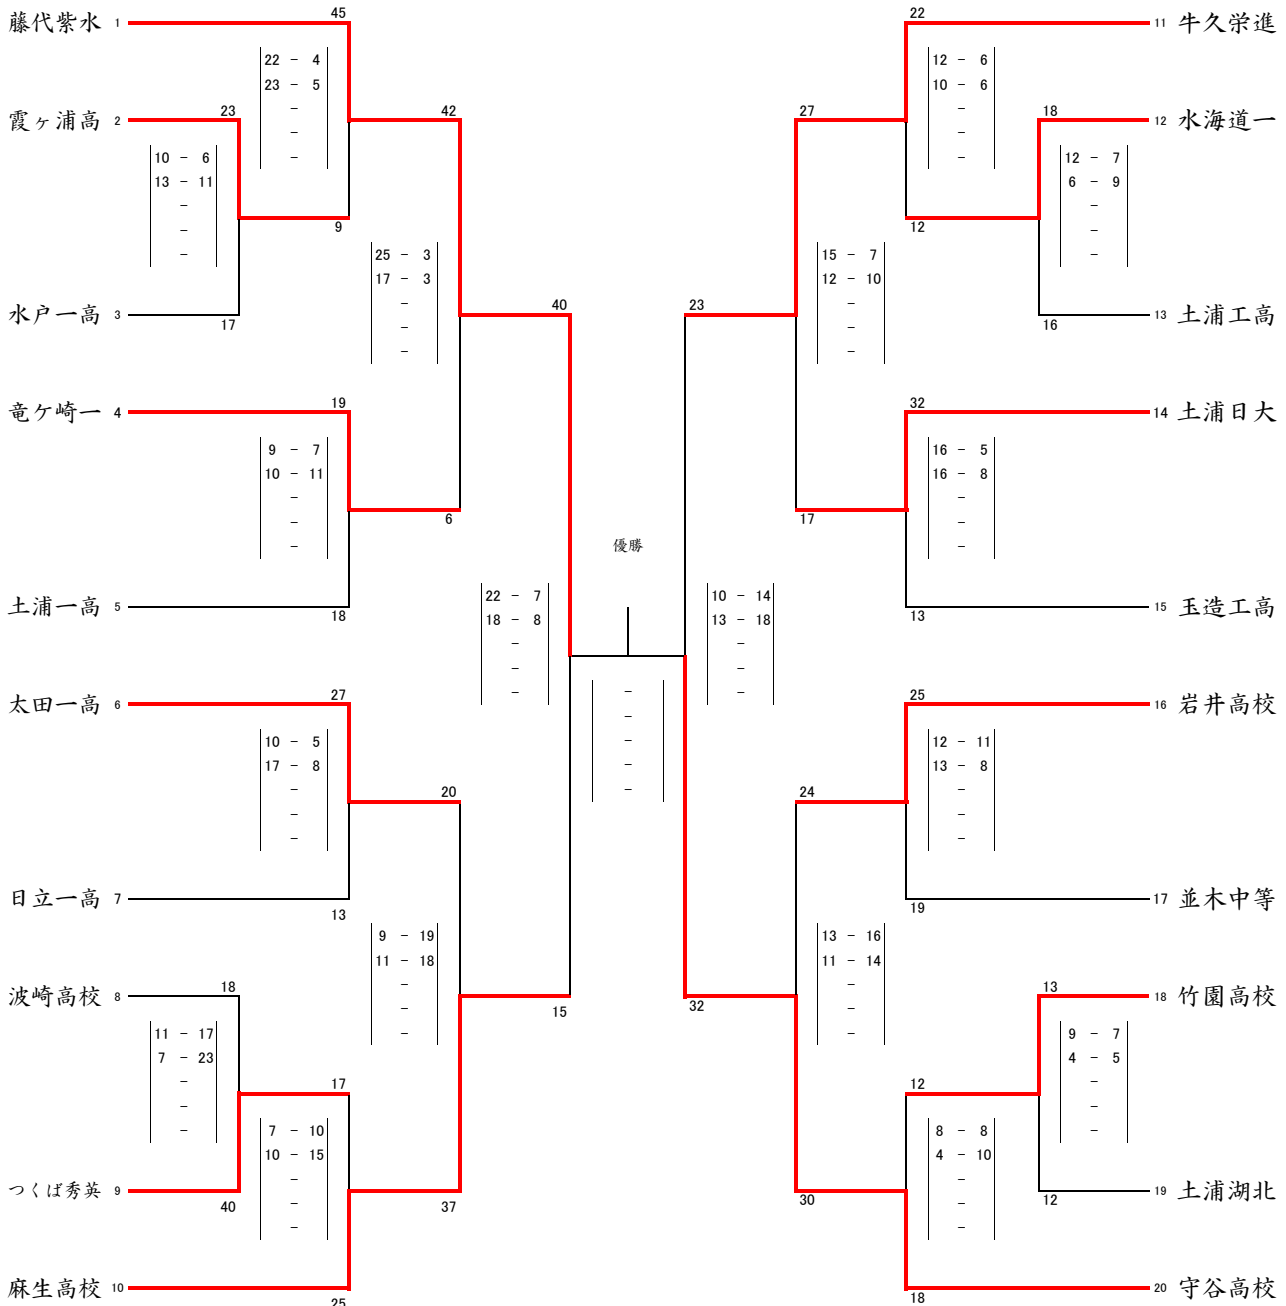 45
22
藤代紫水 1
11 牛久栄進
22 - 4
23 - 5
-
-
-
12 - 6
10 - 6
-
-
-
23
42
27
18
霞ヶ浦高 2
12 水海道一
10 - 6
13 - 11
-
-
-
12 - 7
6 - 9
-
-
-
9
12
25 - 3
17 - 3
-
-
-
15 - 7
12 - 10
-
-
-
40
23
水戸一高 3
17
16
13 土浦工高
19
32
竜ケ崎一 4
14 土浦日大
9 - 7
10 - 11
-
-
-
16 - 5
16 - 8
-
-
-
6
17
優勝
土浦一高 5
18
13
15 玉造工高
22 - 7
18 - 8
-
-
-
10 - 14
13 - 18
-
-
-
-
-
-
-
-
27
25
太田一高 6
16 岩井高校
10 - 5
17 - 8
-
-
-
12 - 11
13 - 8
-
-
-
20
24
日立一高 7
13
19
17 並木中等
9 - 19
11 - 18
-
-
-
13 - 16
11 - 14
-
-
-
18
13
波崎高校 8
15
32
18 竹園高校
11 - 17
7 - 23
-
-
-
9 - 7
4 - 5
-
-
-
17
12
7 - 10
10 - 15
-
-
-
8 - 8
4 - 10
-
-
-
つくば秀英 9
40
37
30
12
19 土浦湖北
麻生高校 10
25
18
20 守谷高校